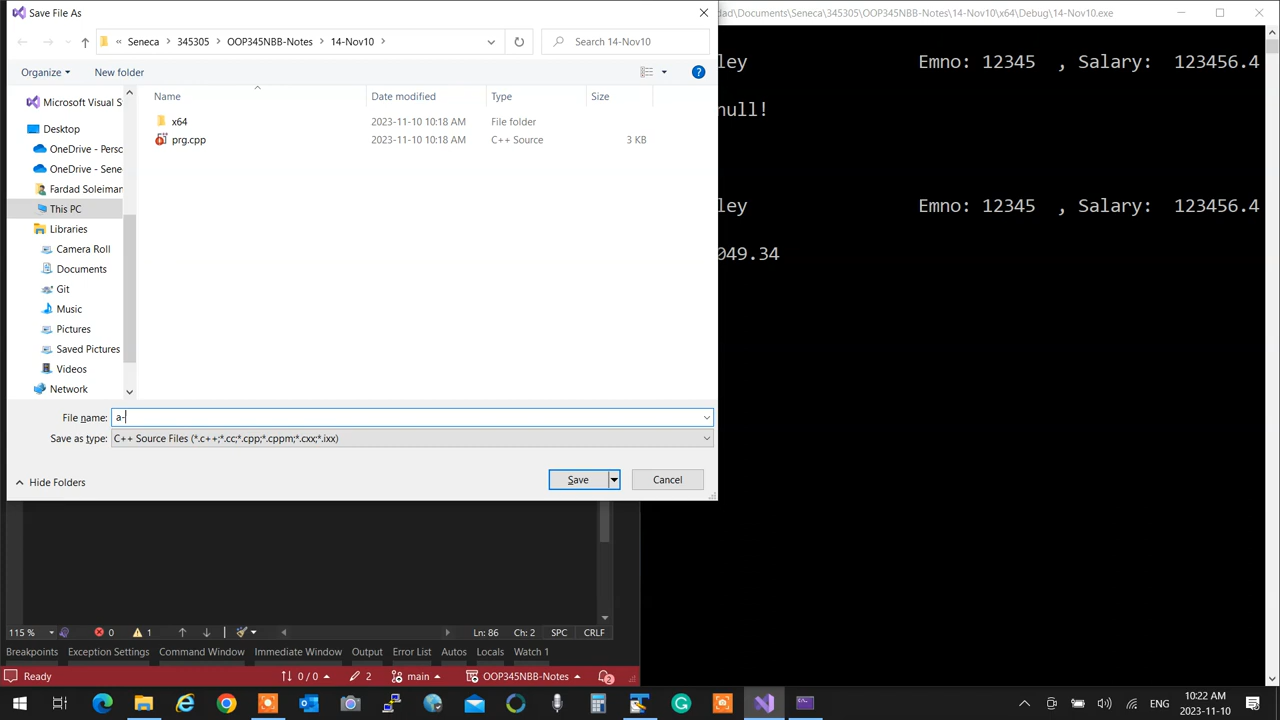 Save File As
dad\Documents\Seneca\345305\OOP345NBB-Notes\14-Nov10\x64\Debug\14-Nov10.exe
« Seneca > 345305 > OOP345NBB-Notes > 14-Nov10 >
Search 14-Nov10
ley Emno: 12345 , Salary: 123456.4
Organize New folder
Name Date modified Type Size
Microsoft Visual S
null!
x64 2023-11-10 10:18 AM File folder
Desktop
prg.cpp 2023-11-10 10:18 AM C++ Source 3 KB
OneDrive - Persc
OneDrive - Sene
Fardad Soleiman
This PC
ley Emno: 12345 , Salary: 123456.4
Libraries
Camera Roll
049.34
Documents
Git
Music
Pictures
Saved Pictures
Videos
Network
File name: a-
Save as type: C++ Source Files (*.c++;*.cc;*.cpp;*.cppm;*.cxx;*.ixx)
Hide Folders
Save Cancel
115 % 0 1 Ln: 86 Ch: 2 SPC CRLF
Breakpoints Exception Settings Command Window Immediate Window Output Error List Autos Locals Watch 1
Ready 0 / 0 2 main OOP345NBB-Notes 2
ENG
10:22 AM
2023-11-10